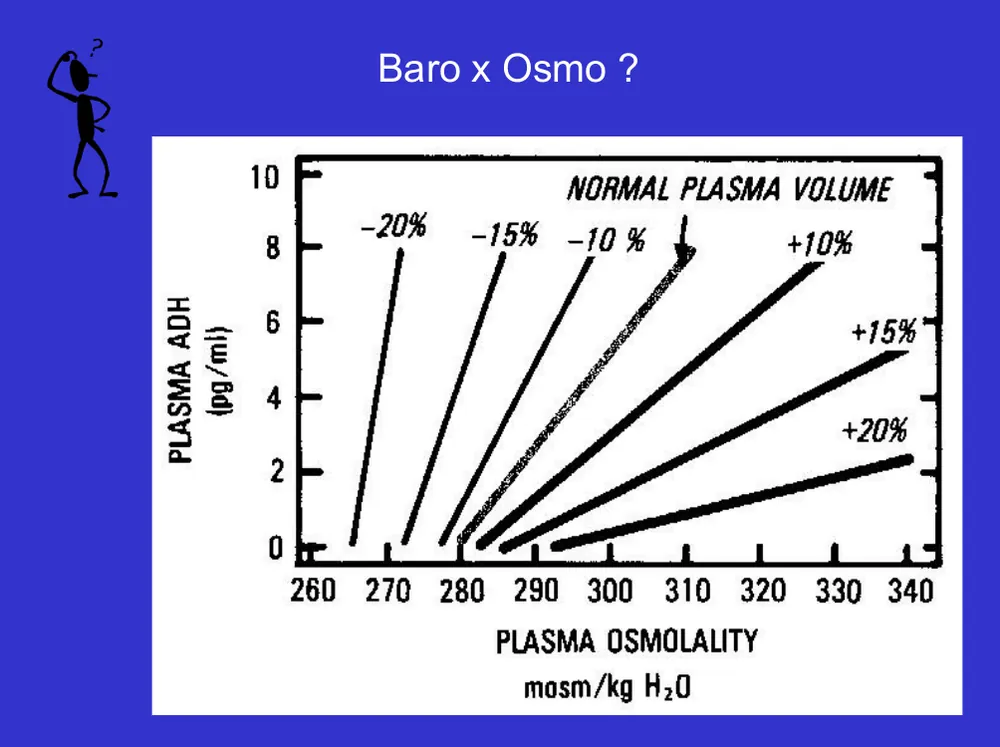 ?
Baro x Osmo ?
NORMAL PLASMA VOLUME
-20%
-15%
-10 %
+10%
+15%
+20%
PLASMA ADH
(pg/ml)
10
8
6
4
2
0
260 270 280 290 300 310 320 330 340
PLASMA OSMOLALITY
mosm/kg H₂O